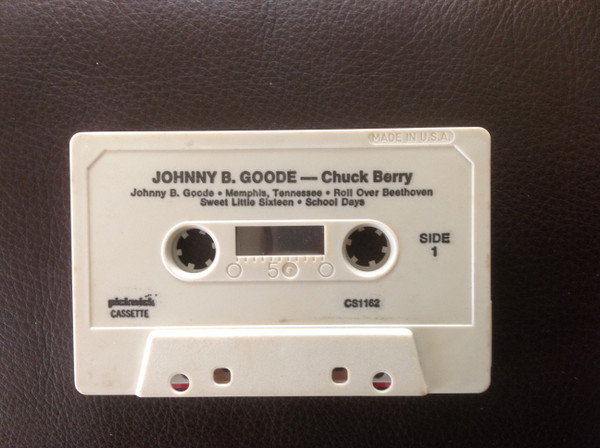 MADE IN U.S.A.
JOHNNY B. GOODE — Chuck Berry
Johnny B. Goode • Memphis, Tennessee • Roll Over Beethoven
Sweet Little Sixteen • School Days
SIDE
1
5
pickwick
CASSETTE
CS1162